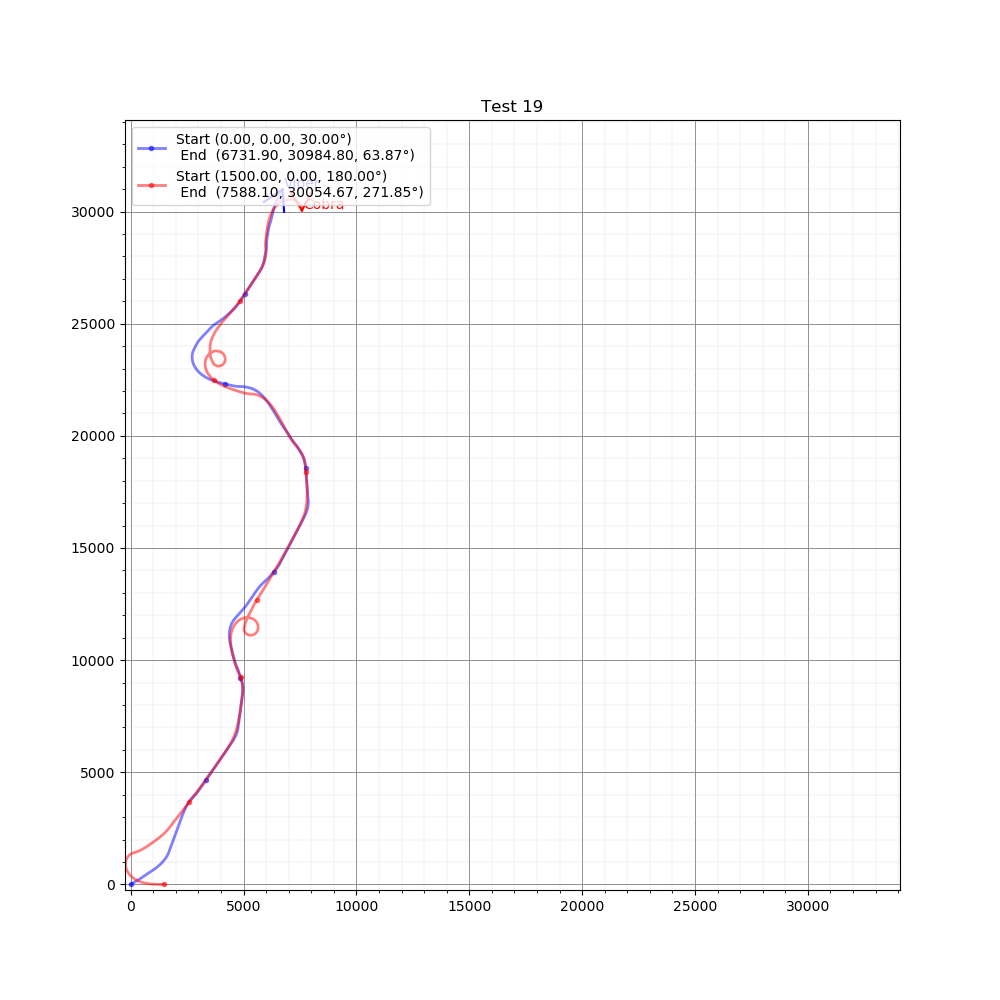 Test 19
Start (0.00, 0.00, 30.00°)
End (6731.90, 30984.80, 63.87°)
Start (1500.00, 0.00, 180.00°)
End (7588.10, 30054.67, 271.85°)
Cobra
30000
25000
20000
15000
10000
5000
0
0 5000 10000 15000 20000 25000 30000